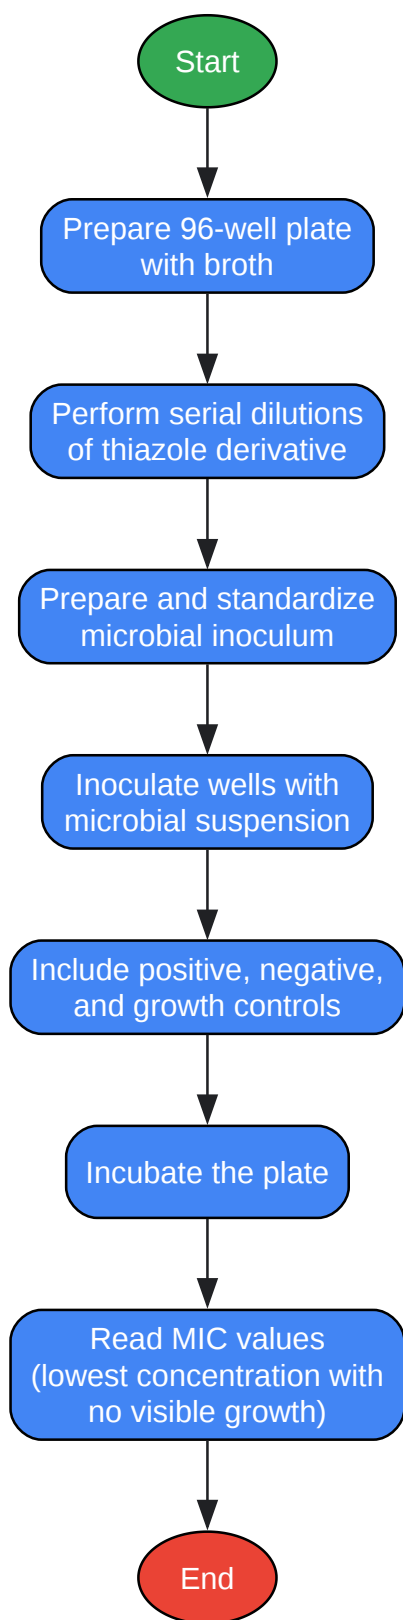 Start
Prepare 96-well plate
with broth
Perform serial dilutions
of thiazole derivative
Prepare and standardize
microbial inoculum
Inoculate wells with
microbial suspension
Include positive, negative,
and growth controls
Incubate the plate
Read MIC values
(lowest concentration with
no visible growth)
End